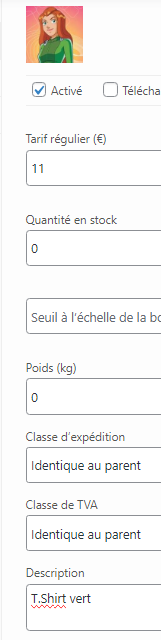 Activé
Télécha
Tarif régulier (€)
11
Quantité en stock
0
Seuil à l'échelle de la bo
Poids (kg)
0
Classe d'expédition
Identique au parent
Classe de TVA
Identique au parent
Description
T.Shirt vert